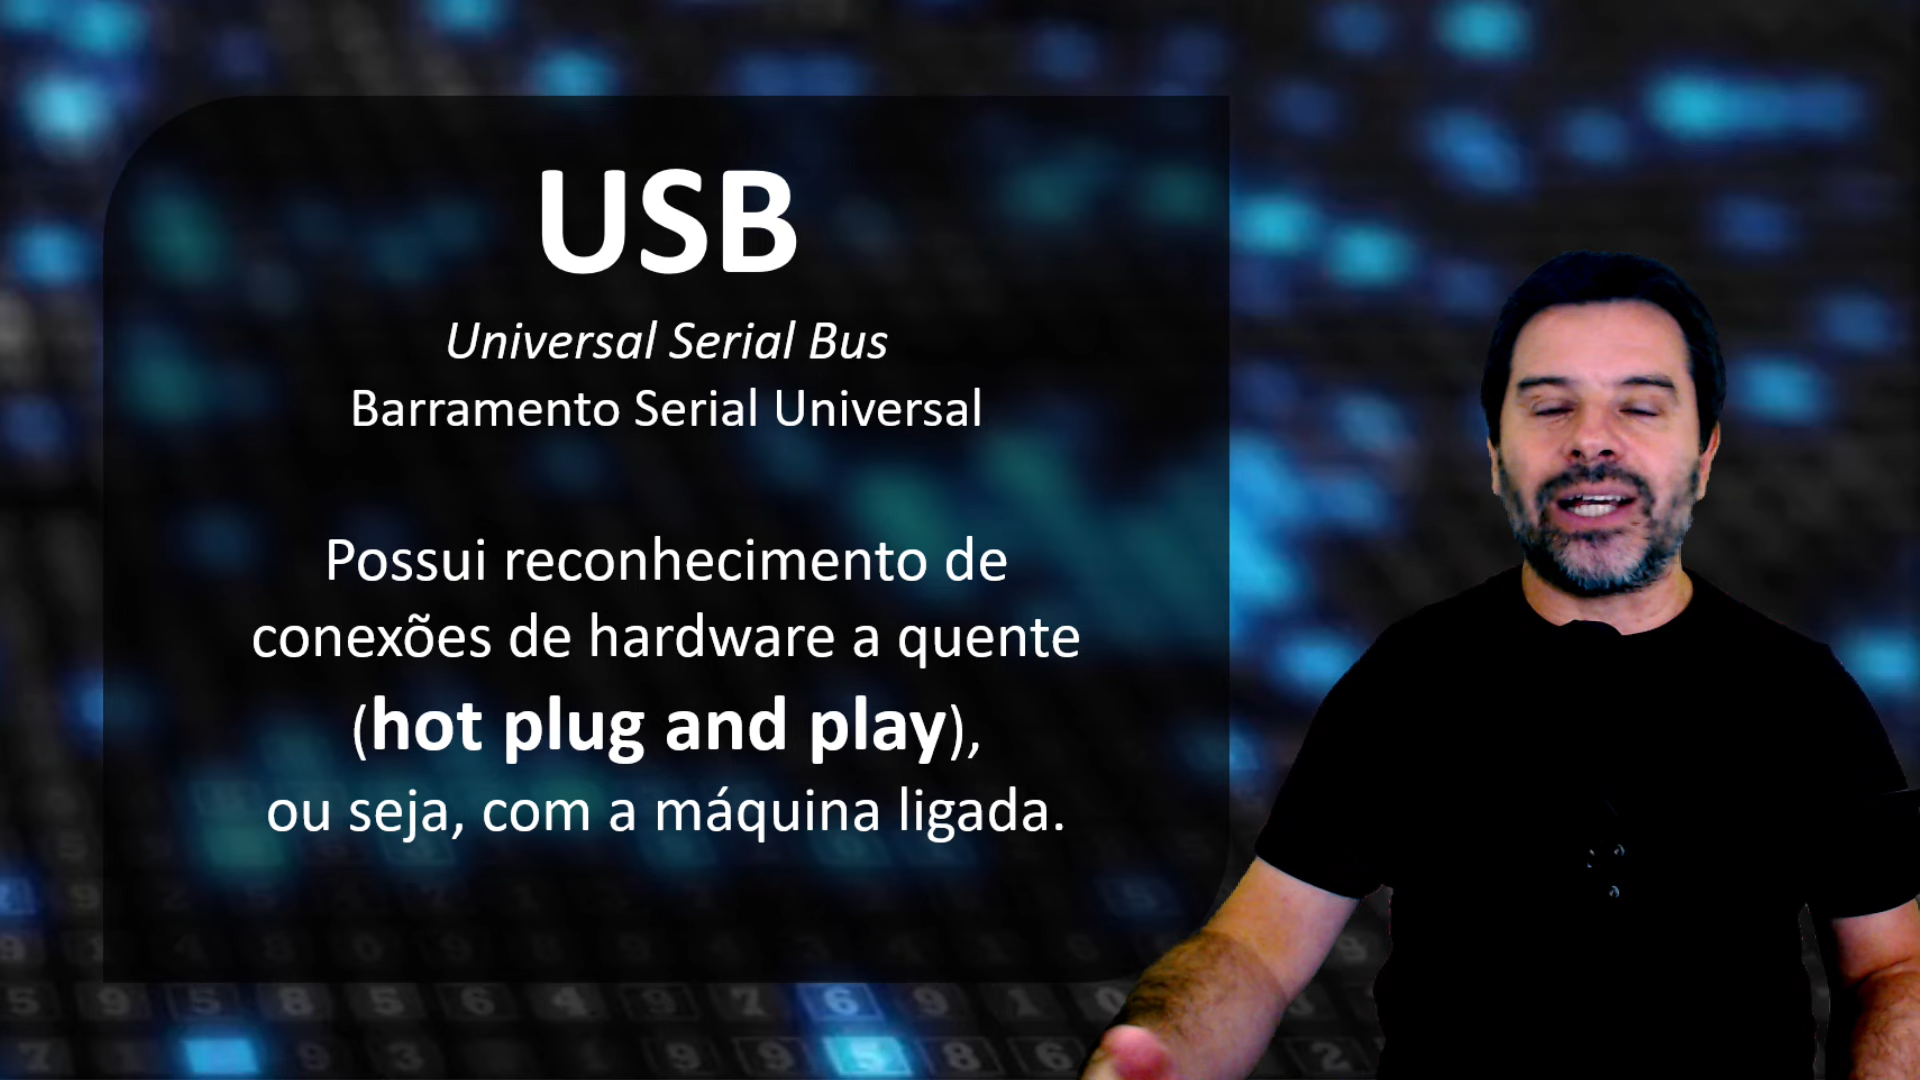 USB
Universal Serial Bus
Barramento Serial Universal
Possui reconhecimento de
conexões de hardware a quente
(hot plug and play),
ou seja, com a máquina ligada.